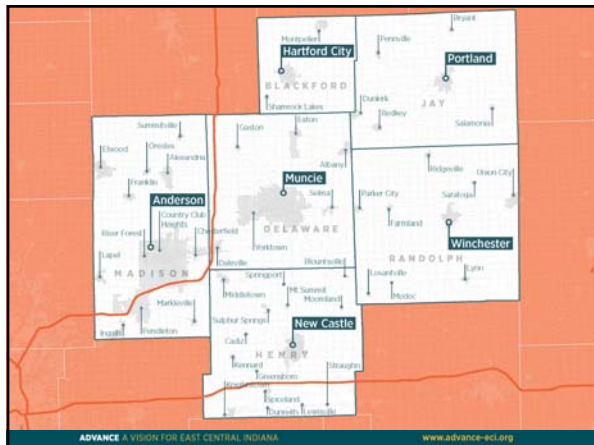 Bryant
Montpelier
Pennville
Hartford City
Portland
BLACKFORD
Shamrock Lakes
Dunkirk
Redkey
JAY
Salamonia
Summitville
Eaton
Gaston
Elwood
Orestes
Alexandria
Albany
Ridgeville
Union City
Frankton
Muncie
Selma
Parker City
Saratoga
Anderson
Country Club
Heights
Farmland
River Forest
Chesterfield
DELAWARE
Winchester
Lapel
Yorktown
MADISON
Daleville
Blountsville
RANDOLPH
Losantville
Lynn
Springport
Modoc
Middletown
Mt Summit
Mooreland
Markleville
Sulphur Springs
Ingalls
Pendleton
New Castle
Cadiz
HENRY
Kennard
Straughn
Greensboro
Knightstown
Spiceland
Dunreith
Lewisville
ADVANCE A VISION FOR EAST CENTRAL INDIANA
www.advance-eci.org